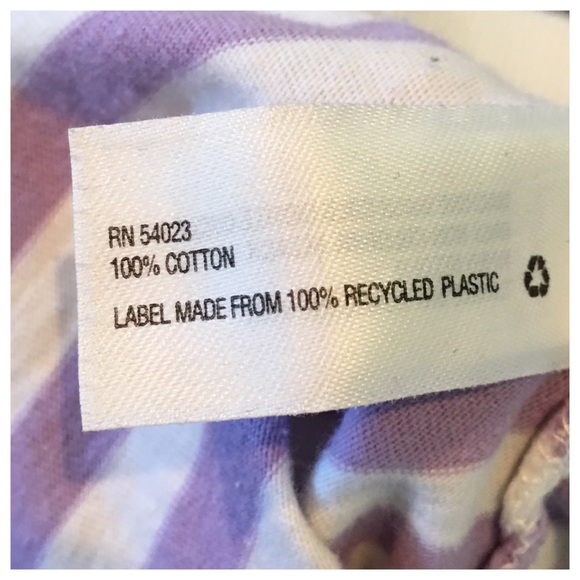 RN 54023
100% COTTON
LABEL MADE FROM 100% RECYCLED PLASTIC